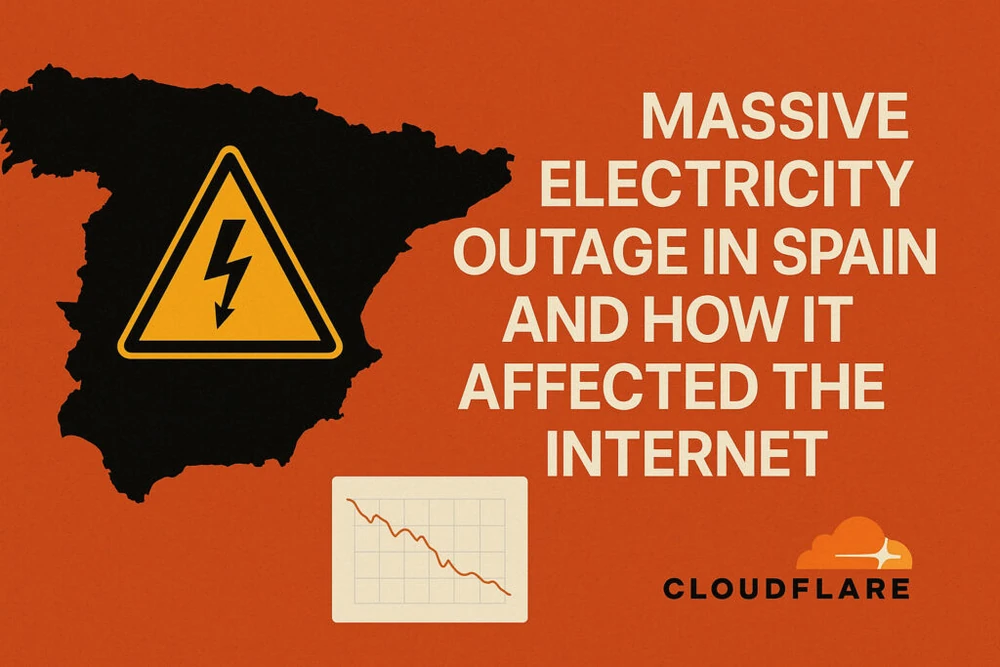 MASSIVE
ELECTRICITY
OUTAGE IN SPAIN
AND HOW IT
AFFECTED THE
INTERNET
CLOUDFLARE